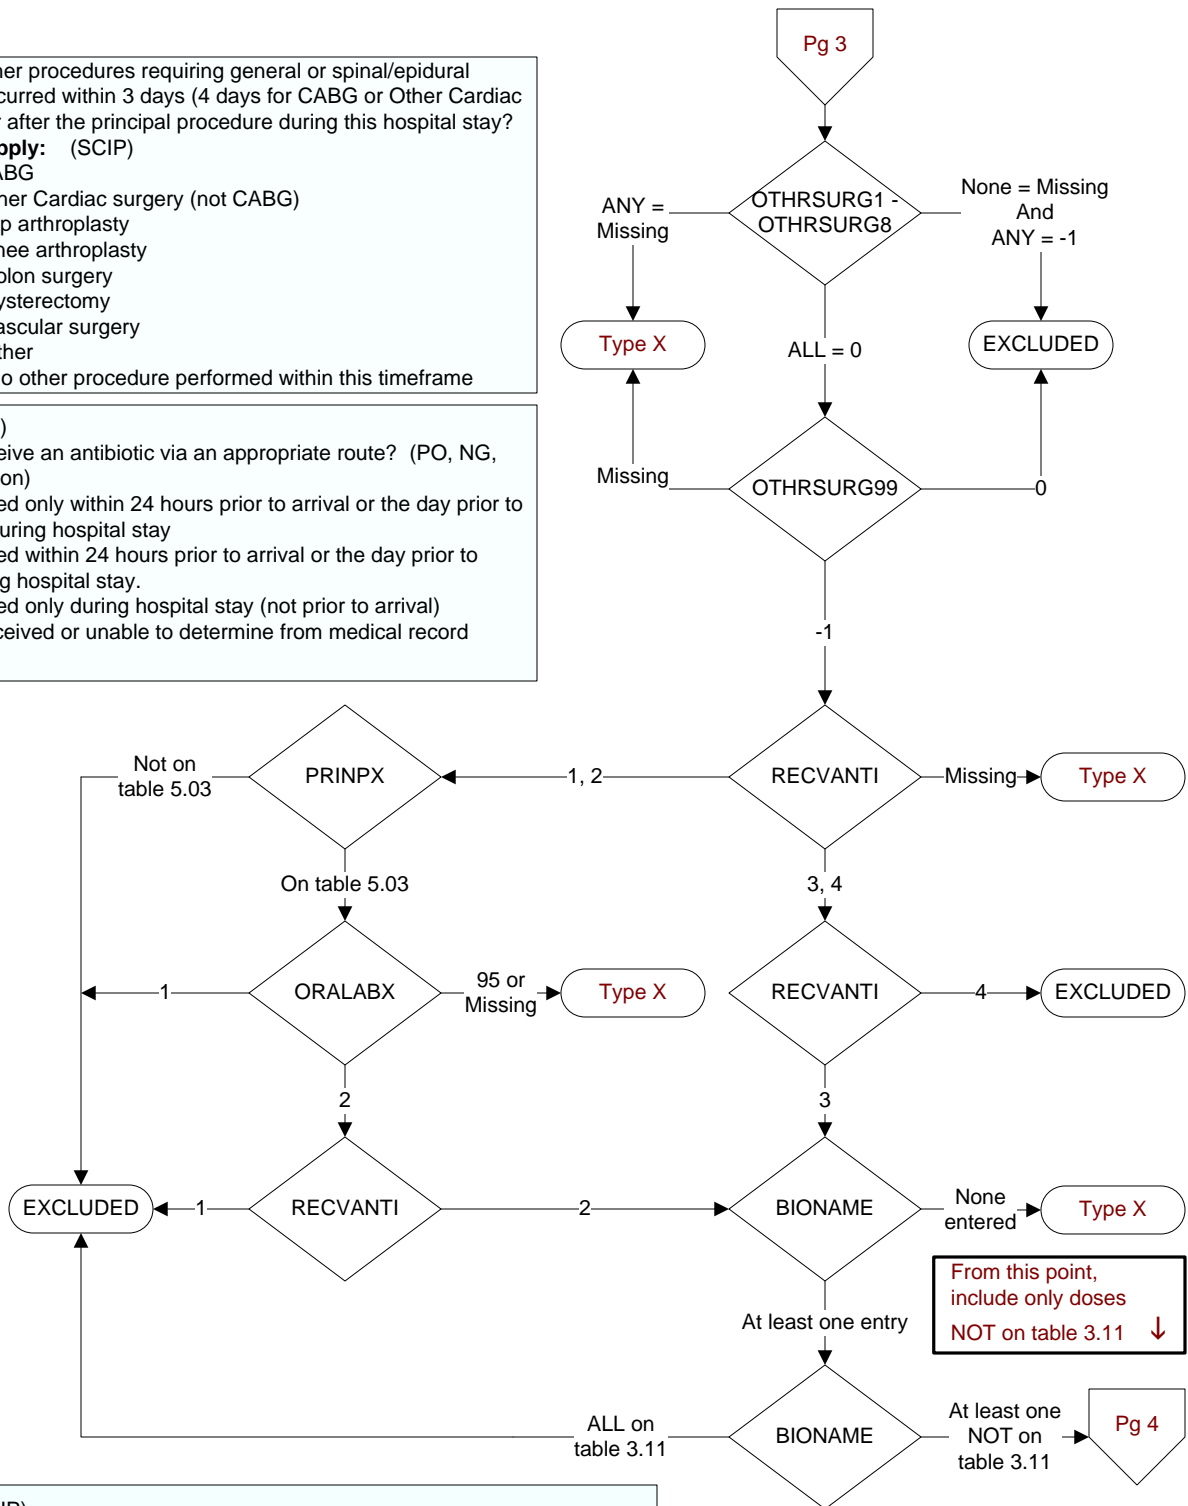 Pg 3
her procedures requiring general or spinal/epidural
curred within 3 days (4 days for CABG or Other Cardiac
r after the principal procedure during this hospital stay?
pply: (SCIP)
ABG
her Cardiac surgery (not CABG)
p arthroplasty
nee arthroplasty
olon surgery
ysterectomy
ascular surgery
ther
o other procedure performed within this timeframe
ANY =
Missing
OTHRSURG1 -
OTHRSURG8
None = Missing
And
ANY = -1
Type X
ALL = 0
EXCLUDED
)
eive an antibiotic via an appropriate route? (PO, NG,
on)
ed only within 24 hours prior to arrival or the day prior to
uring hospital stay
ed within 24 hours prior to arrival or the day prior to
g hospital stay.
ed only during hospital stay (not prior to arrival)
ceived or unable to determine from medical record
Missing
OTHRSURG99
0
-1
Not on
table 5.03
PRINPX
1, 2
RECVANTI
Missing
Type X
On table 5.03
3, 4
1
ORALABX
95 or
Missing
Type X
RECVANTI
4
EXCLUDED
2
3
EXCLUDED
1
RECVANTI
2
BIONAME
None
entered
Type X
From this point,
include only doses
NOT on table 3.11 ↓
At least one entry
ALL on
table 3.11
BIONAME
At least one
NOT on
table 3.11
Pg 4